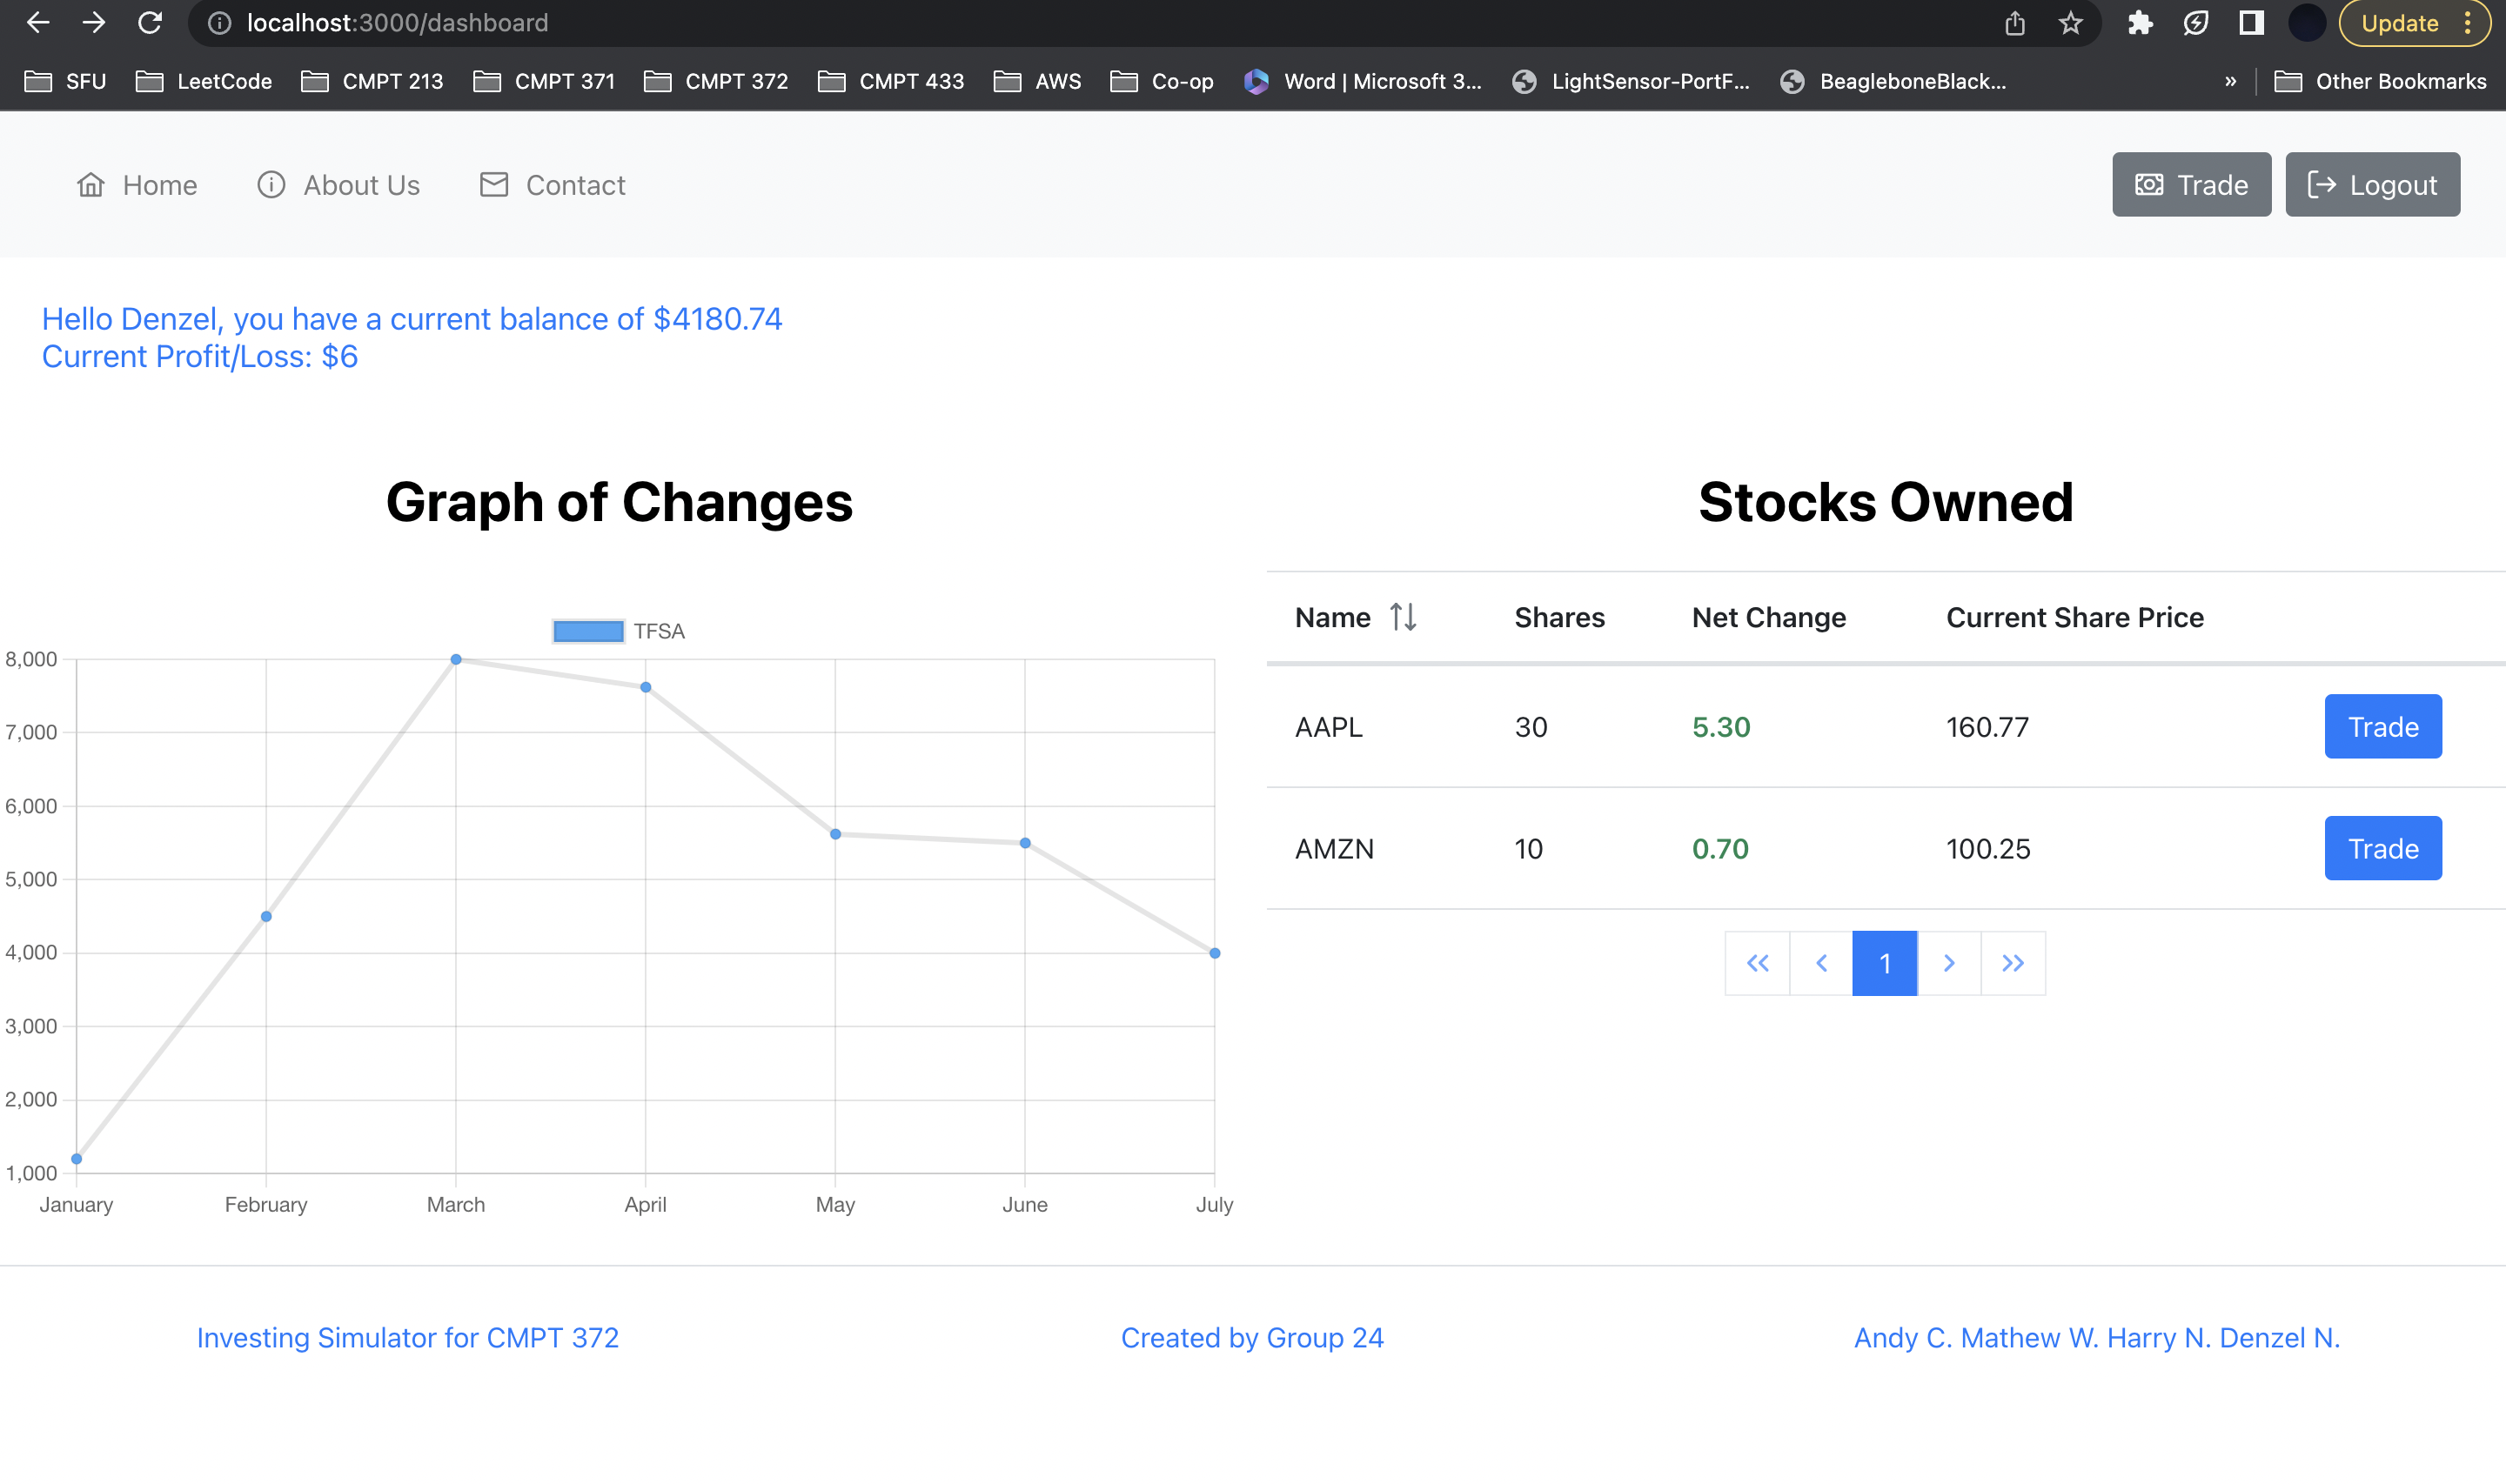 localhost:3000/dashboard
Update
SFU LeetCode CMPT 213 CMPT 371 CMPT 372 CMPT 433 AWS Co-op Word | Microsoft 3... LightSensor-PortF... BeagleboneBlack... » Other Bookmarks
Home About Us Contact Trade Logout
Hello Denzel, you have a current balance of $4180.74
Current Profit/Loss: $6
Graph of Changes
TFSA
8,000
7,000
6,000
5,000
4,000
3,000
2,000
1,000
January February March April May June July
Stocks Owned
Name Shares Net Change Current Share Price
AAPL 30 5.30 160.77 Trade
AMZN 10 0.70 100.25 Trade
« ‹ 1 › »
Investing Simulator for CMPT 372 Created by Group 24 Andy C. Mathew W. Harry N. Denzel N.